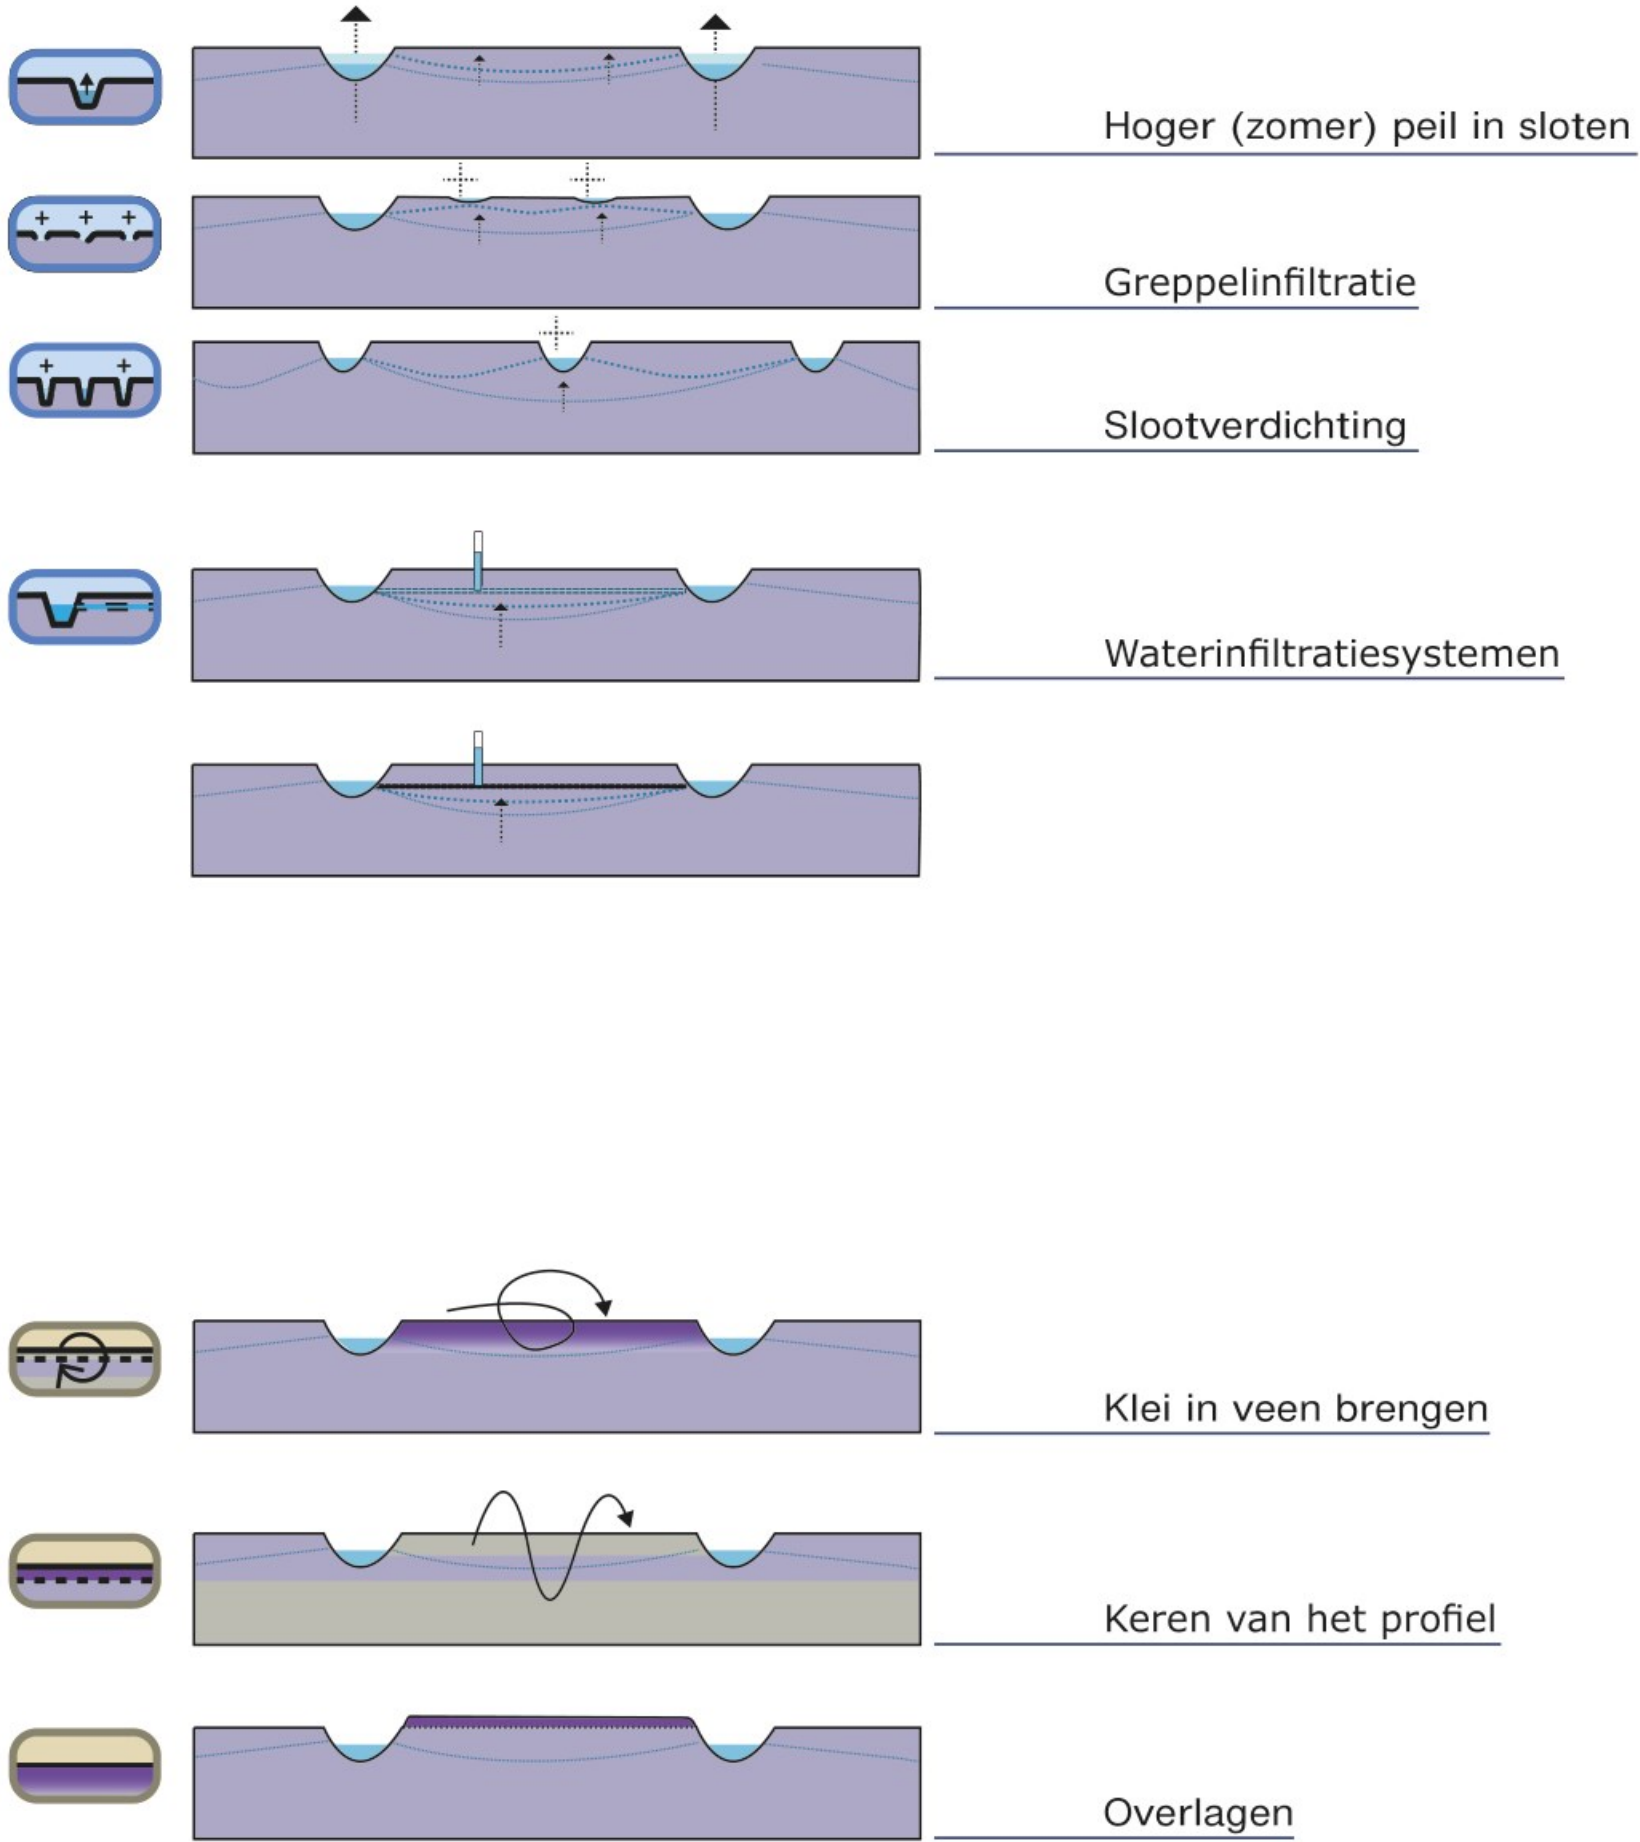 Hoger (zomer) peil in sloten
Greppelinfiltratie
Slootverdichting
Waterinfiltratiesystemen
Klei in veen brengen
Keren van het profiel
Overlagen